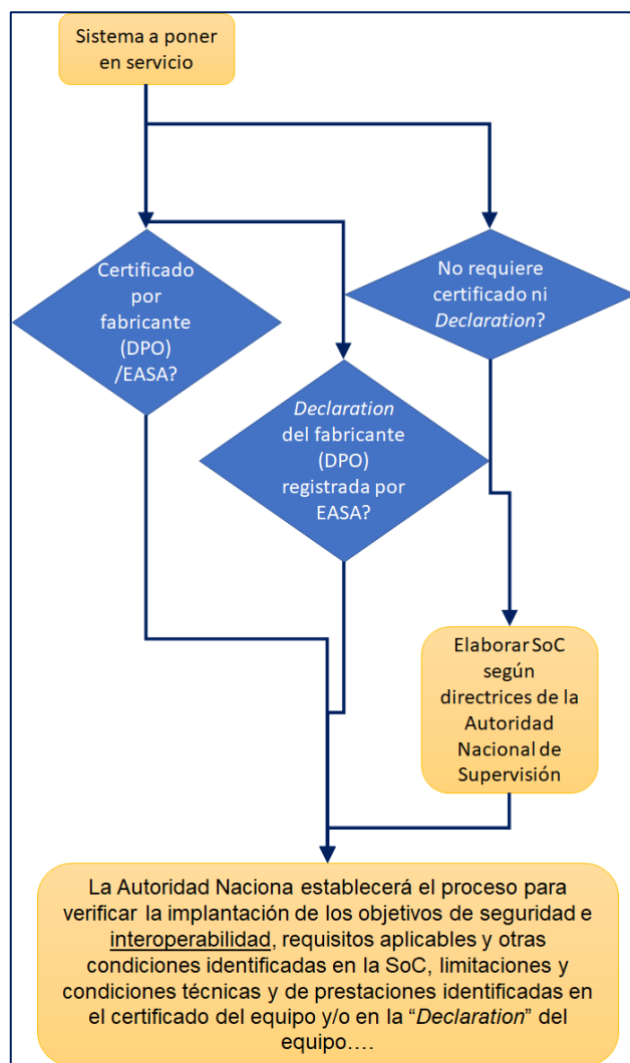 Sistema a poner
en servicio
Certificado
por
fabricante
(DPO)
/EASA?
No requiere
certificado ni
Declaration?
Declaration
del fabricante
(DPO)
registrada por
EASA?
Elaborar SoC
según
directrices de la
Autoridad
Nacional de
Supervisión
La Autoridad Naciona establecerá el proceso para
verificar la implantación de los objetivos de seguridad e
interoperabilidad, requisitos aplicables y otras
condiciones identificadas en la SoC, limitaciones y
condiciones técnicas y de prestaciones identificadas en
el certificado del equipo y/o en la “Declaration” del
equipo….